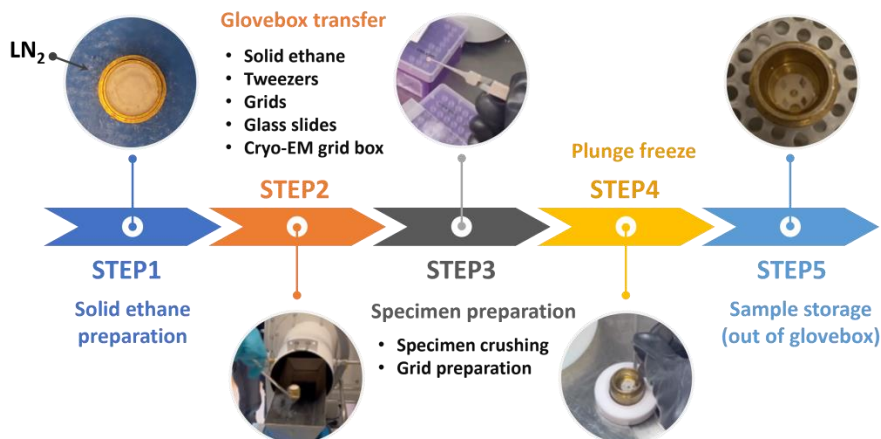 LN2
STEP1
Solid ethane
preparation
Glovebox transfer
• Solid ethane
• Tweezers
• Grids
• Glass slides
• Cryo-EM grid box
STEP2
STEP3
Specimen preparation
• Specimen crushing
• Grid preparation
Plunge freeze
STEP4
STEP5
Sample storage
(out of glovebox)